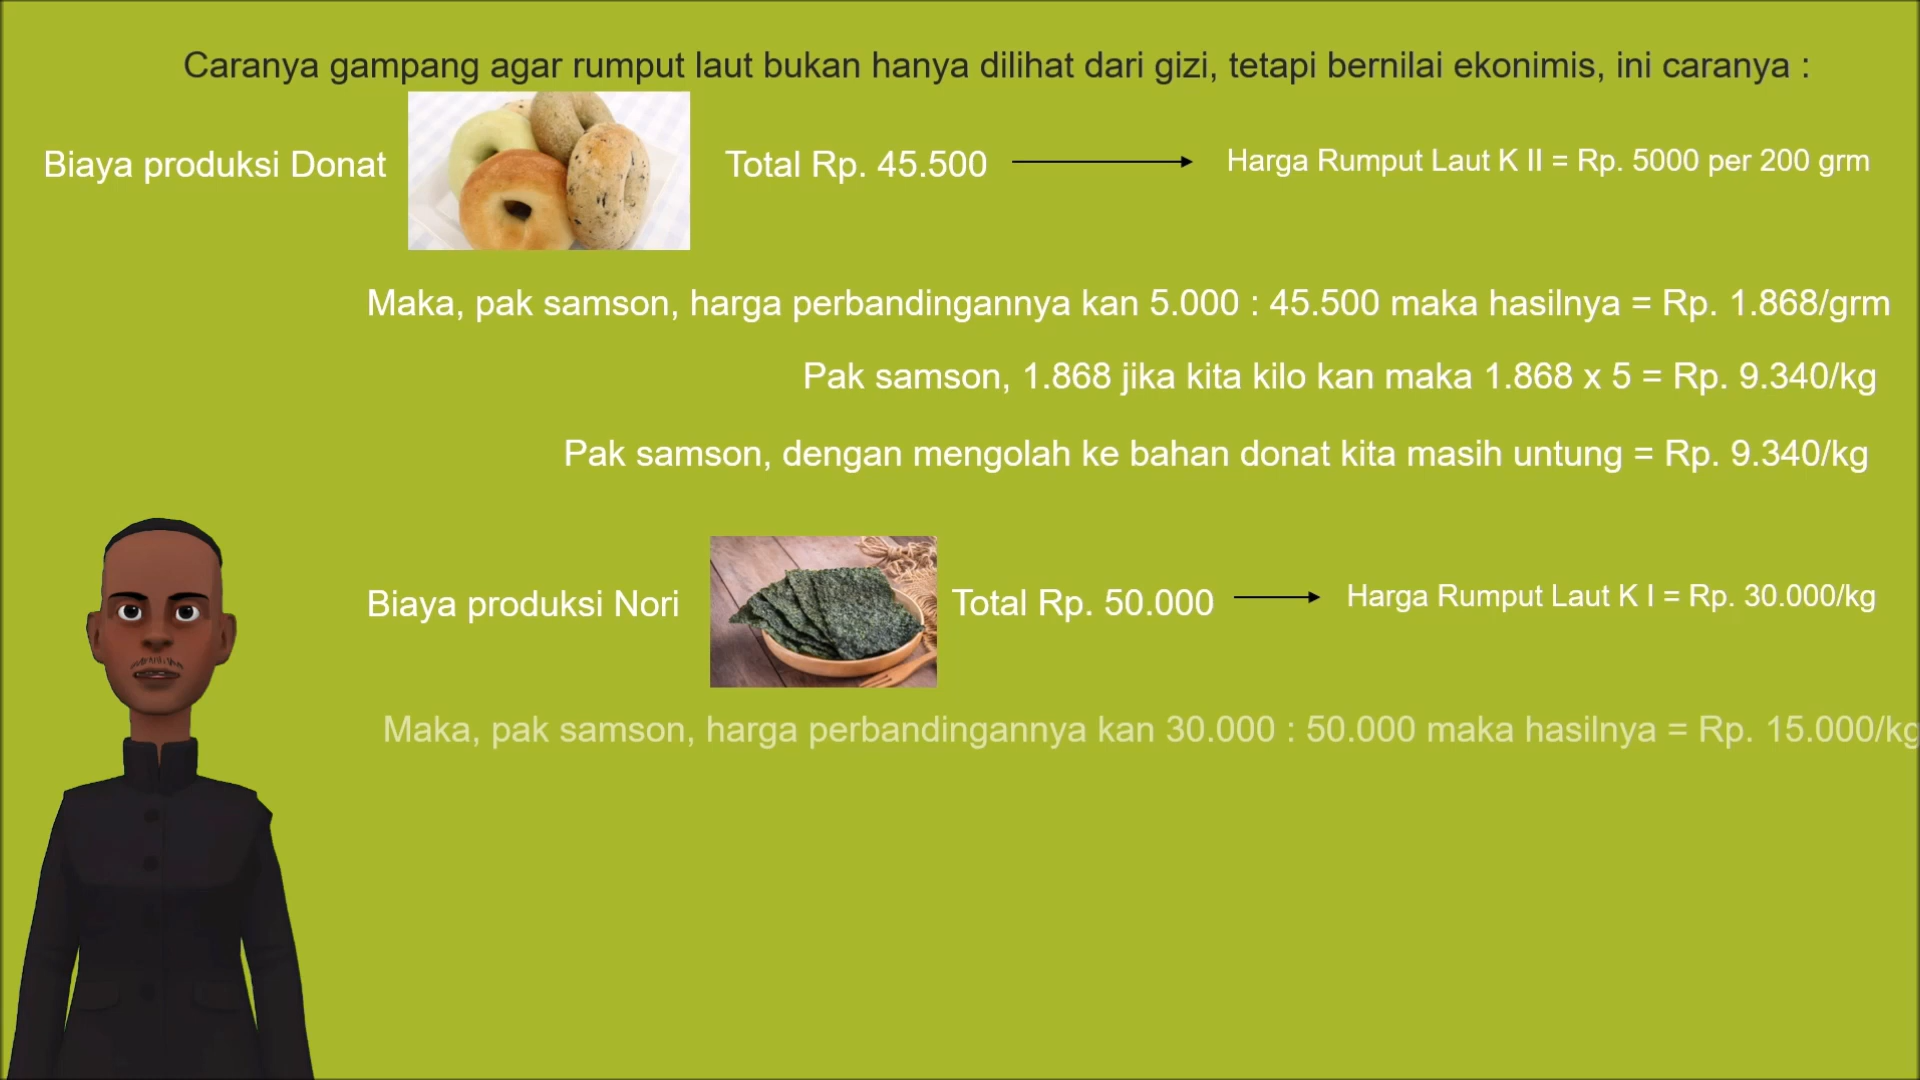 Caranya gampang agar rumput laut bukan hanya dilihat dari gizi, tetapi bernilai ekonimis, ini caranya :
Biaya produksi Donat Total Rp. 45.500 Harga Rumput Laut K II = Rp. 5000 per 200 grm
Maka, pak samson, harga perbandingannya kan 5.000 : 45.500 maka hasilnya = Rp. 1.868/grm
Pak samson, 1.868 jika kita kilo kan maka 1.868 x 5 = Rp. 9.340/kg
Pak samson, dengan mengolah ke bahan donat kita masih untung = Rp. 9.340/kg
Biaya produksi Nori Total Rp. 50.000 Harga Rumput Laut K I = Rp. 30.000/kg
Maka, pak samson, harga perbandingannya kan 30.000 : 50.000 maka hasilnya = Rp. 15.000/kg